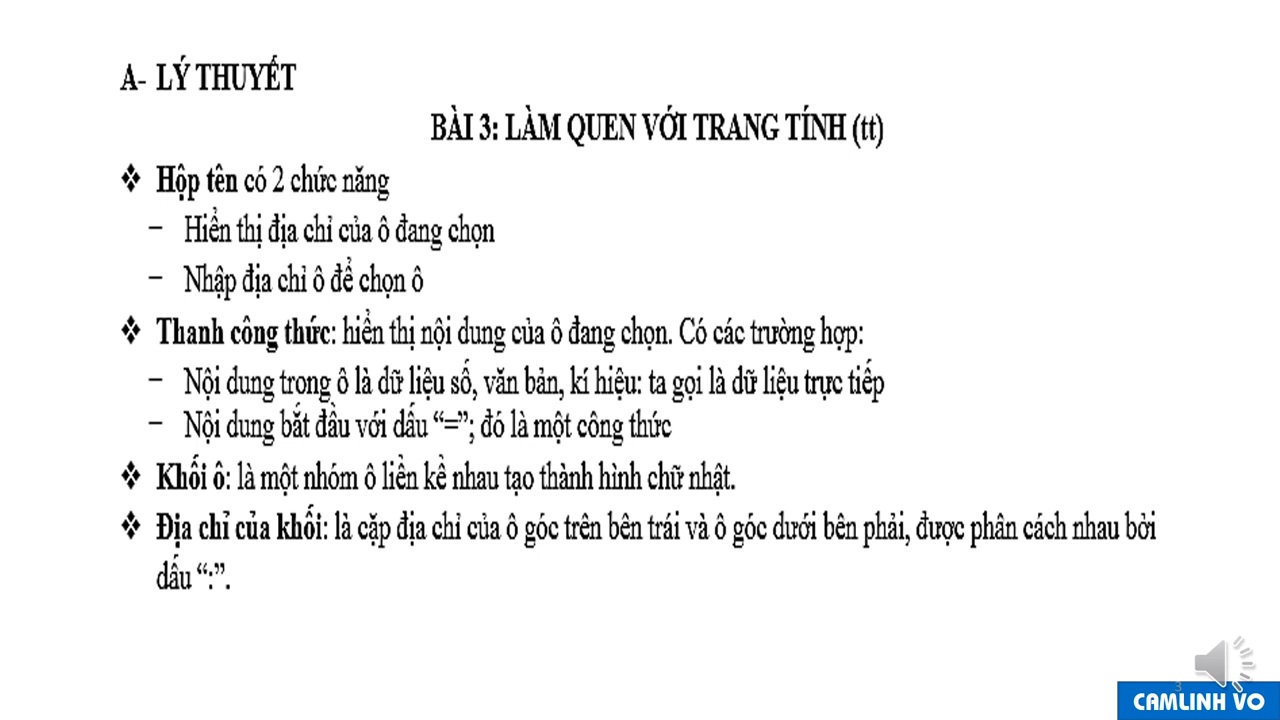 A- LÝ THUYẾT
BÀI 3: LÀM QUEN VỚI TRANG TÍNH (tt)
❖ Hộp tên có 2 chức năng
− Hiển thị địa chỉ của ô đang chọn
− Nhập địa chỉ ô để chọn ô
❖ Thanh công thức: hiển thị nội dung của ô đang chọn. Có các trường hợp:
− Nội dung trong ô là dữ liệu số, văn bản, kí hiệu: ta gọi là dữ liệu trực tiếp
− Nội dung bắt đầu với dấu “=”; đó là một công thức
❖ Khối ô: là một nhóm ô liền kề nhau tạo thành hình chữ nhật.
❖ Địa chỉ của khối: là cặp địa chỉ của ô góc trên bên trái và ô góc dưới bên phải, được phân cách nhau bởi
dấu “:”.
3
CAMLINH VO